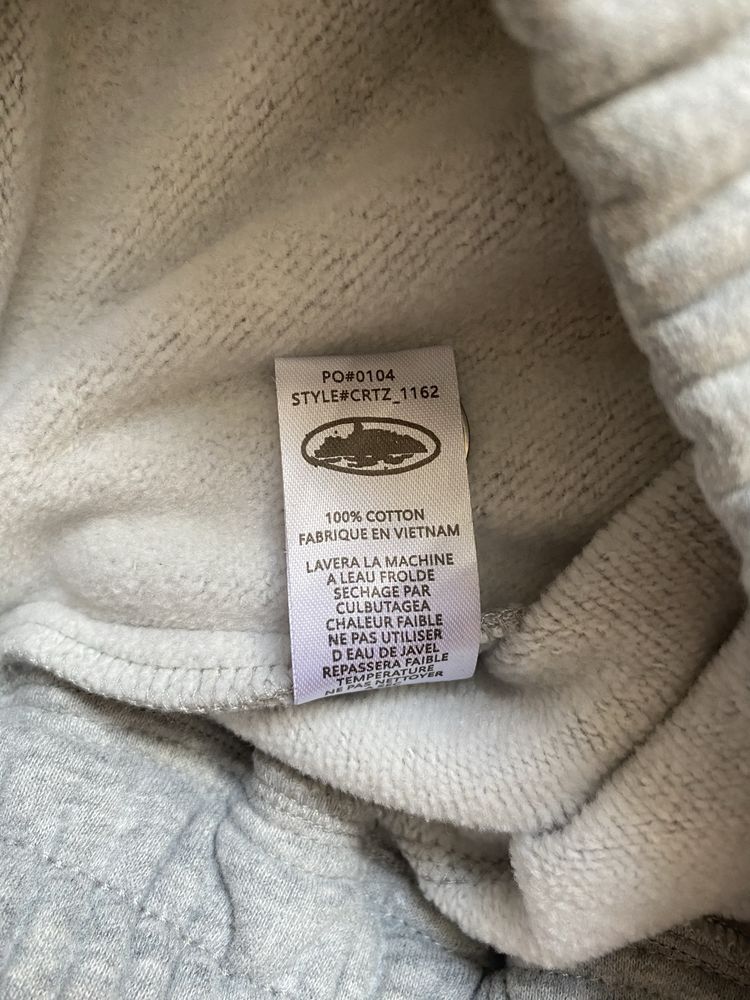 PO#0104
STYLE#CRTZ_1162
100% COTTON
FABRIQUE EN VIETNAM
LAVERA LA MACHINE
A LEAU FROLDE
SECHAGE PAR
CULBUTAGEA
CHALEUR FAIBLE
NE PAS UTILISER
D EAU DE JAVEL
REPASSERA FAIBLE
TEMPERATURE
NE PAS NETTOYER